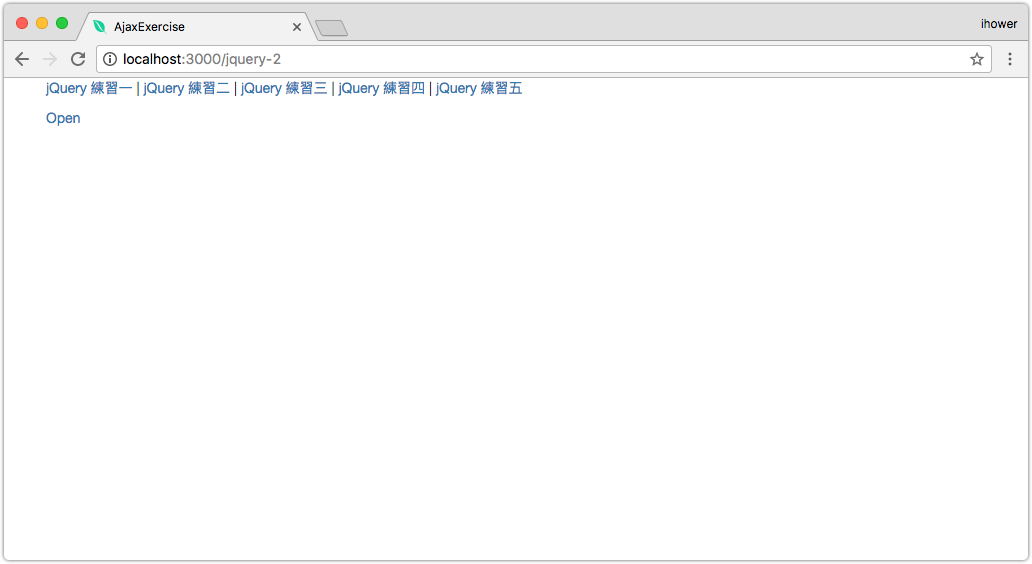 AjaxExercise
ihower
localhost:3000/jquery-2
jQuery 練習一 | jQuery 練習二 | jQuery 練習三 | jQuery 練習四 | jQuery 練習五
Open